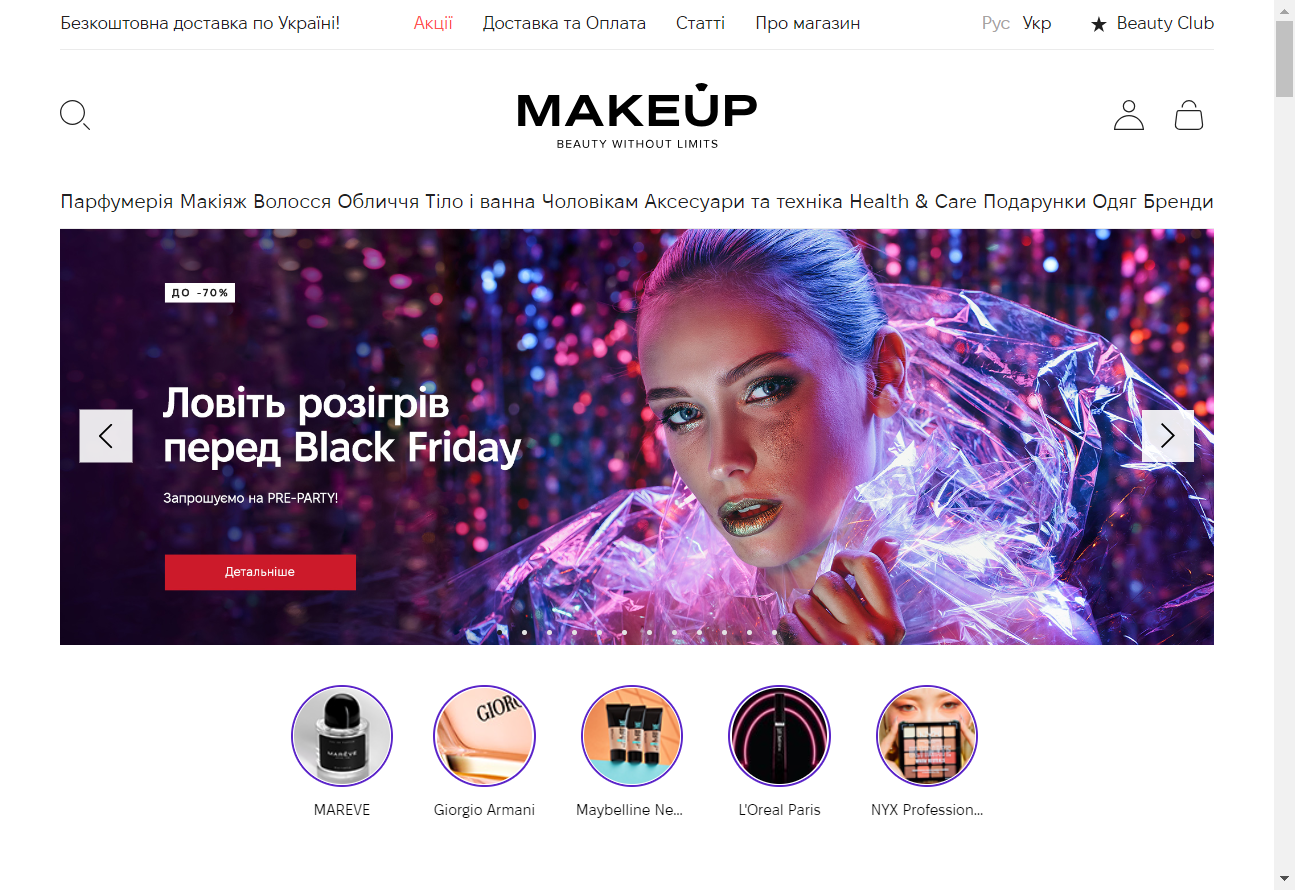 Безкоштовна доставка по Україні!
Акції Доставка та Оплата Статті Про магазин
Рус Укр ★ Beauty Club
MAKEUP
BEAUTY WITHOUT LIMITS
Парфумерія Макіяж Волосся Обличчя Тіло і ванна Чоловікам Аксесуари та техніка Health & Care Подарунки Одяг Бренди
ДО -70%
Ловіть розігрів
перед Black Friday
Запрошуємо на PRE-PARTY!
Детальніше
MAREVE
GIOR
MAREVE Giorgio Armani Maybelline Ne... L'Oreal Paris NYX Profession...